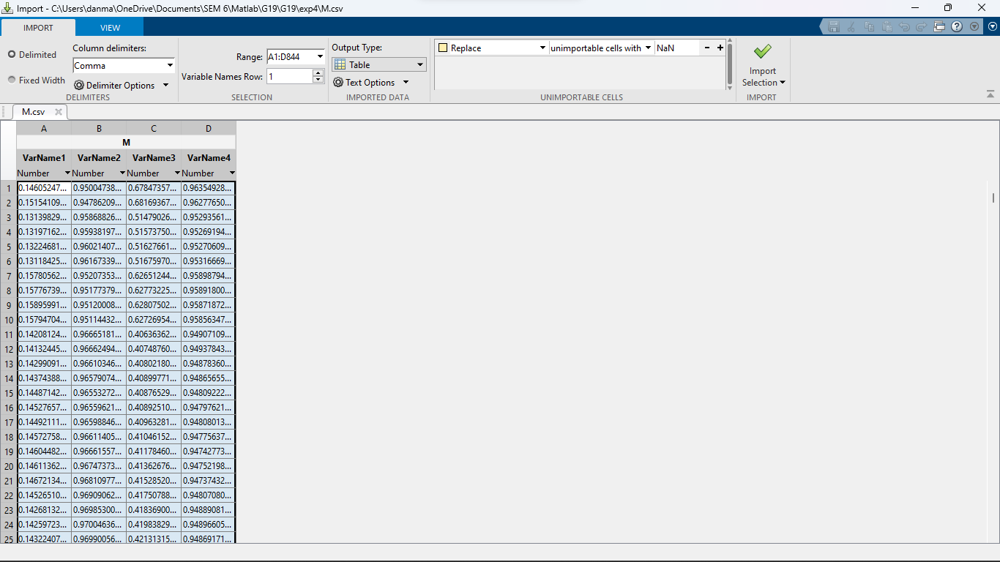 Import - C:\Users\danma\OneDrive\Documents\SEM 6\Matlab\G19\G19\exp4\M.csv
IMPORT VIEW
Delimited
Fixed Width
Column delimiters:
Comma
Delimiter Options
DELIMITERS
Range: A1:D844
Variable Names Row: 1
SELECTION
Output Type:
Table
Text Options
IMPORTED DATA
Replace unimportable cells with NaN
UNIMPORTABLE CELLS
Import
Selection
IMPORT
M.csv
A B C D
M
VarName1 VarName2 VarName3 VarName4
Number Number Number Number
1 0.14605247... 0.95004738... 0.67847357... 0.96354928...
2 0.15154109... 0.94786209... 0.68169367... 0.96277650...
3 0.13139829... 0.95868826... 0.51479026... 0.95293561...
4 0.13197162... 0.95938197... 0.51573750... 0.95269194...
5 0.13224681... 0.96021407... 0.51627661... 0.95270609...
6 0.13118425... 0.96167339... 0.51675970... 0.95316669...
7 0.15780562... 0.95207353... 0.62651244... 0.95898794...
8 0.15776739... 0.95177379... 0.62773225... 0.95891800...
9 0.15895991... 0.95120008... 0.62807502... 0.95871872...
10 0.15794704... 0.95114432... 0.62726954... 0.95856347...
11 0.14208124... 0.96665181... 0.40636362... 0.94907109...
12 0.14132445... 0.96662494... 0.40748760... 0.94937843...
13 0.14299091... 0.96610346... 0.40802180... 0.94878360...
14 0.14374388... 0.96579074... 0.40899771... 0.94865655...
15 0.14487142... 0.96553272... 0.40876529... 0.94809222...
16 0.14527657... 0.96559621... 0.40892510... 0.94797621...
17 0.14492111... 0.96598846... 0.40963281... 0.94808013...
18 0.14572758... 0.96611405... 0.41046152... 0.94775637...
19 0.14604482... 0.96661557... 0.41178460... 0.94742773...
20 0.14611362... 0.96747373... 0.41362676... 0.94752198...
21 0.14672134... 0.96810977... 0.41528520... 0.94737432...
22 0.14526510... 0.96909062... 0.41750788... 0.94807080...
23 0.14268132... 0.96985300... 0.41836900... 0.94889081...
24 0.14259723... 0.97004636... 0.41983829... 0.94896605...
25 0.14322407... 0.96990056... 0.42131315... 0.94869171...